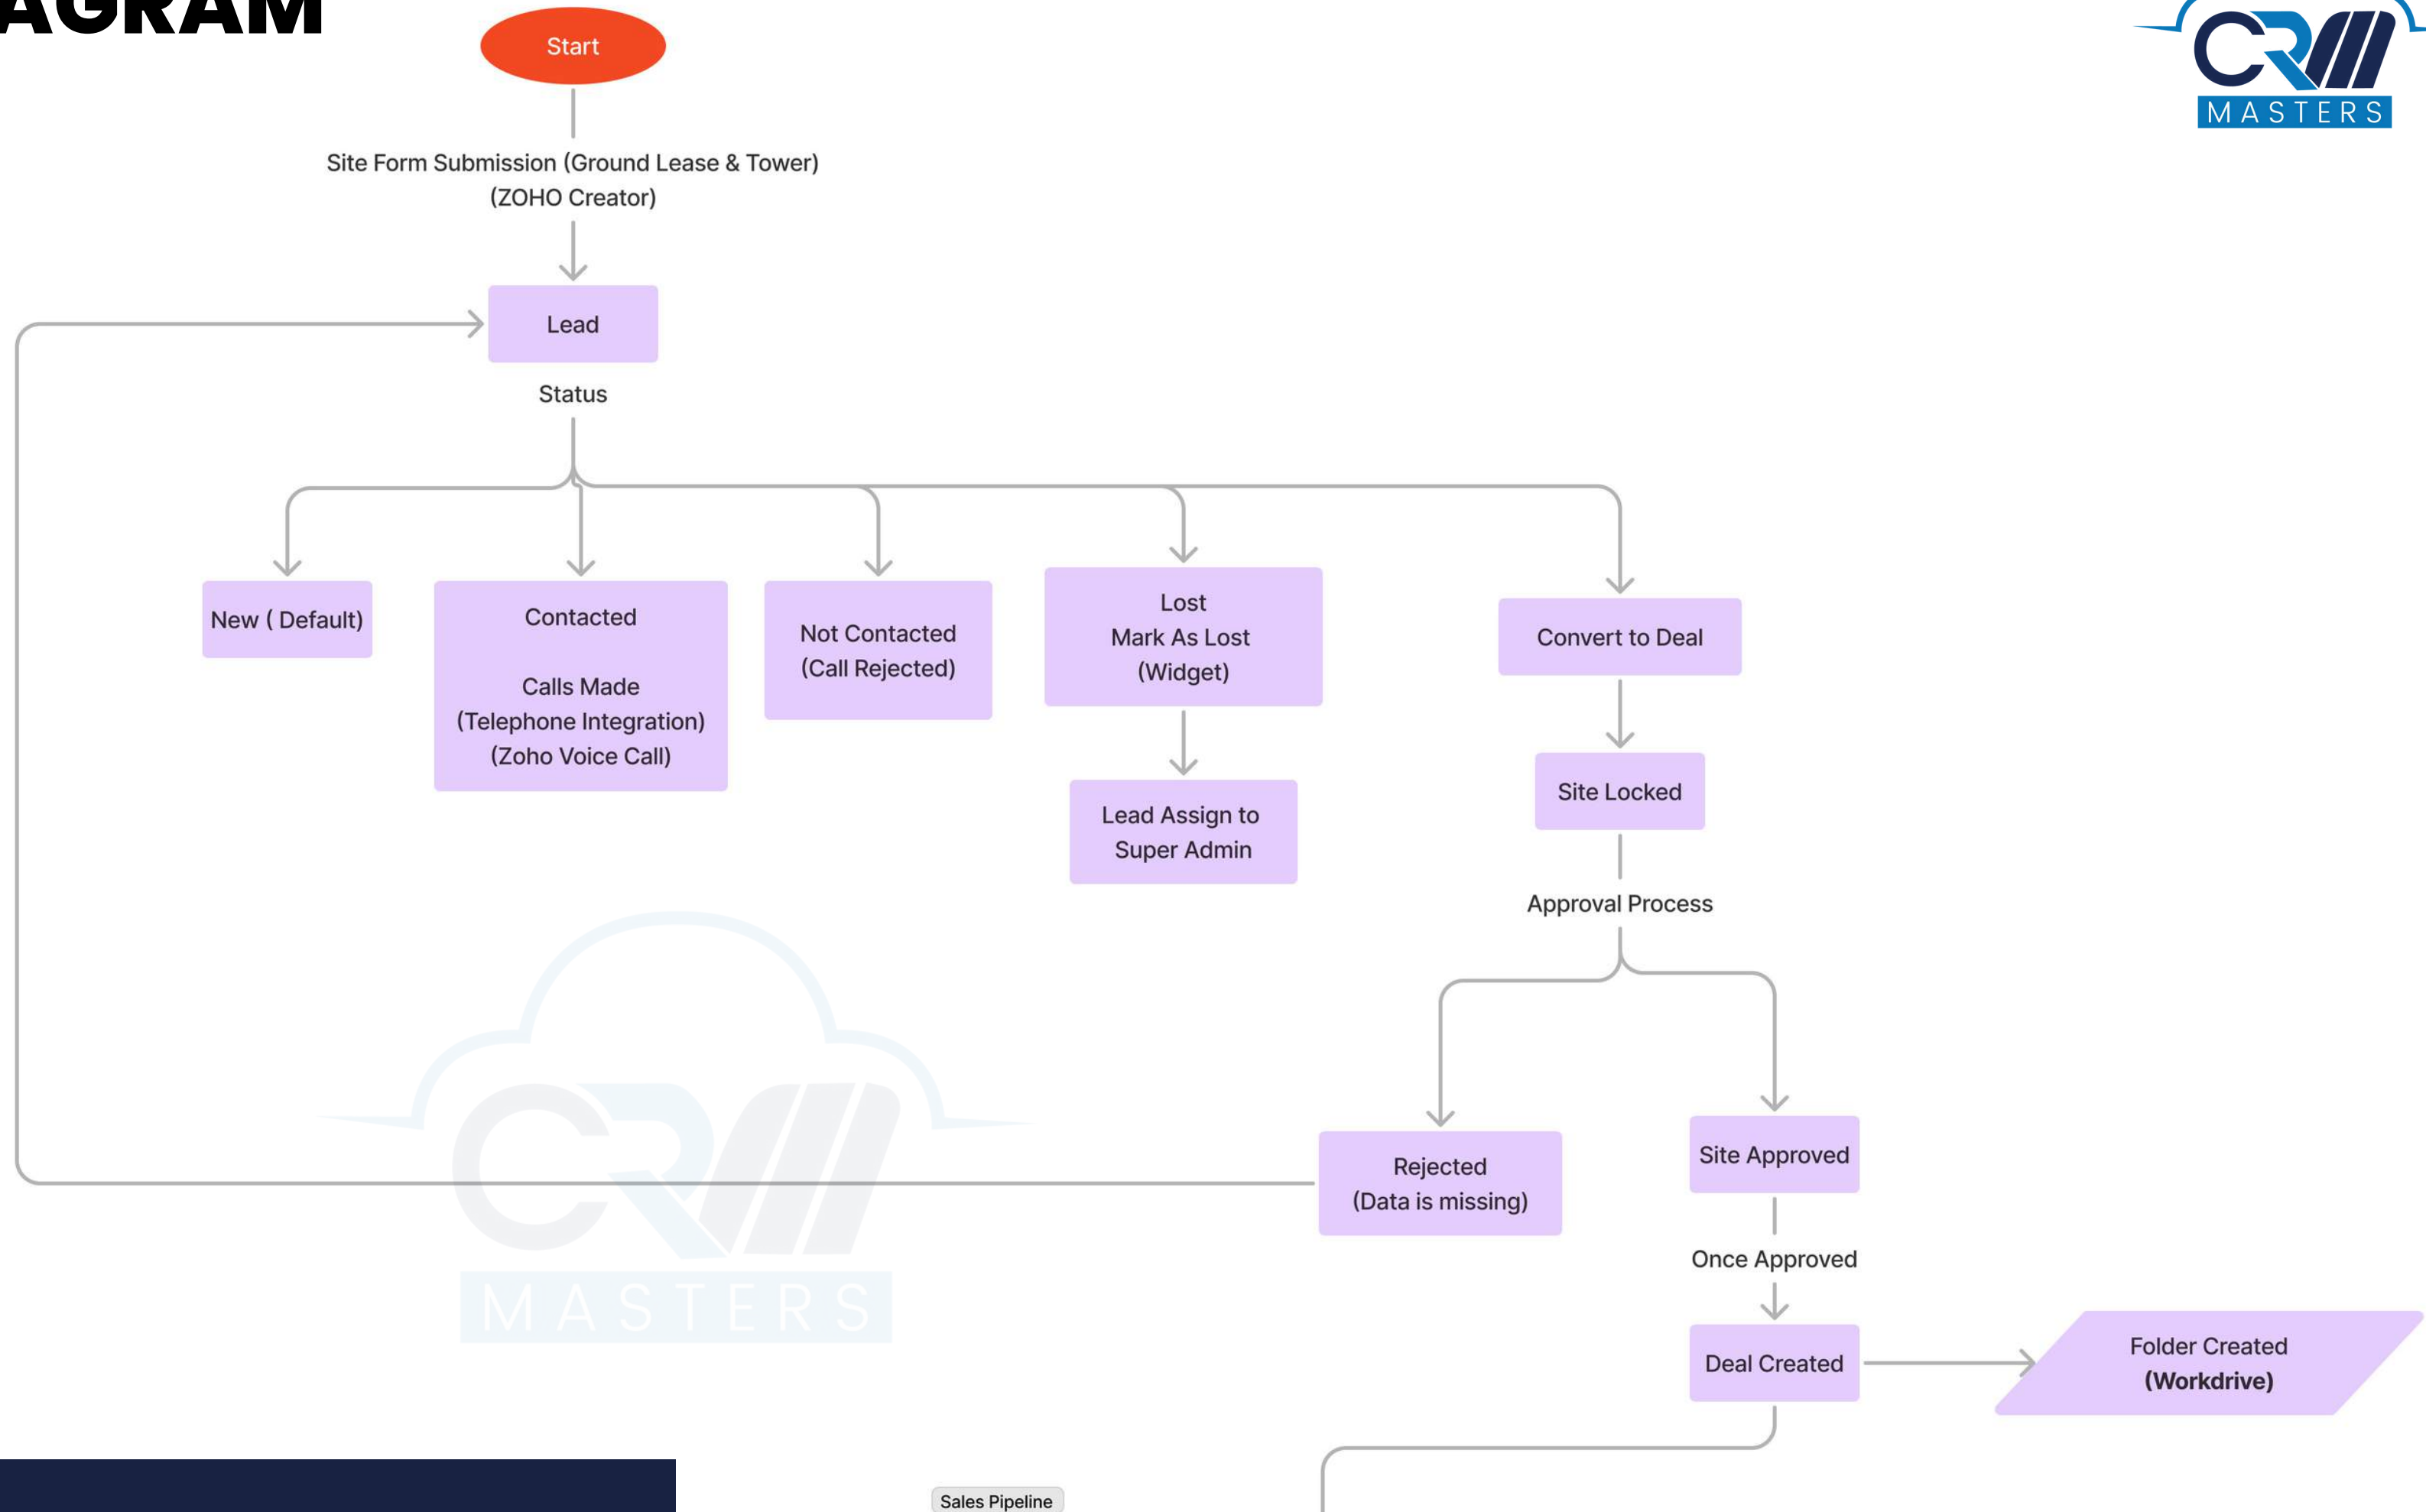 AGRAM
CRM
MASTERS
Start
Site Form Submission (Ground Lease & Tower)
(ZOHO Creator)
Lead
Status
New ( Default)
Contacted
Calls Made
(Telephone Integration)
(Zoho Voice Call)
Not Contacted
(Call Rejected)
Lost
Mark As Lost
(Widget)
Convert to Deal
Lead Assign to
Super Admin
Site Locked
Approval Process
Rejected
(Data is missing)
Site Approved
Once Approved
Deal Created
Folder Created
(Workdrive)
CRM
MASTERS
Sales Pipeline